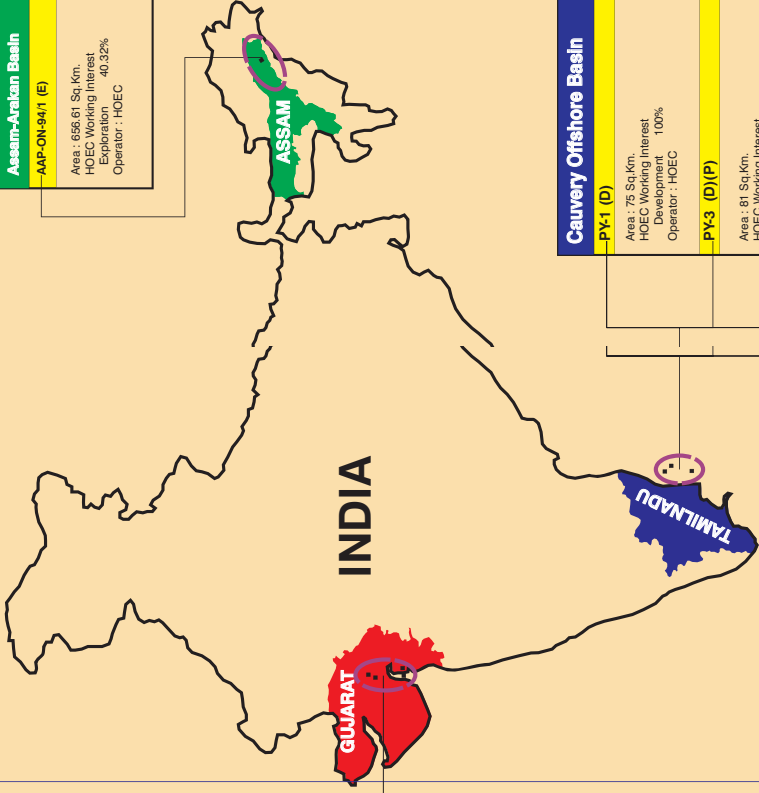 Assam-Arakan Basin
AAP-ON-94/1 (E)
Area : 656.61 Sq.Km.
HOEC Working Interest
Exploration 40.32%
Operator : HOEC
ASSAM
Cauvery Offshore Basin
PY-1 (D)
Area : 75 Sq.Km.
HOEC Working Interest
Development 100%
Operator : HOEC
PY-3 (D)(P)
Area : 81 Sq.Km.
INDIA
TAMILNADU
GUJARAT